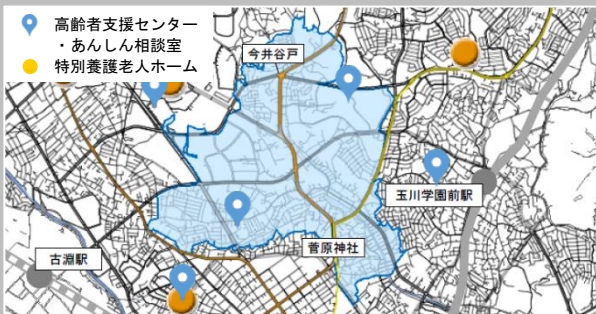 高齢者支援センター
・あんしん相談室
特別養護老人ホーム
今井谷戸
玉川学園前駅
菅原神社
古淵駅